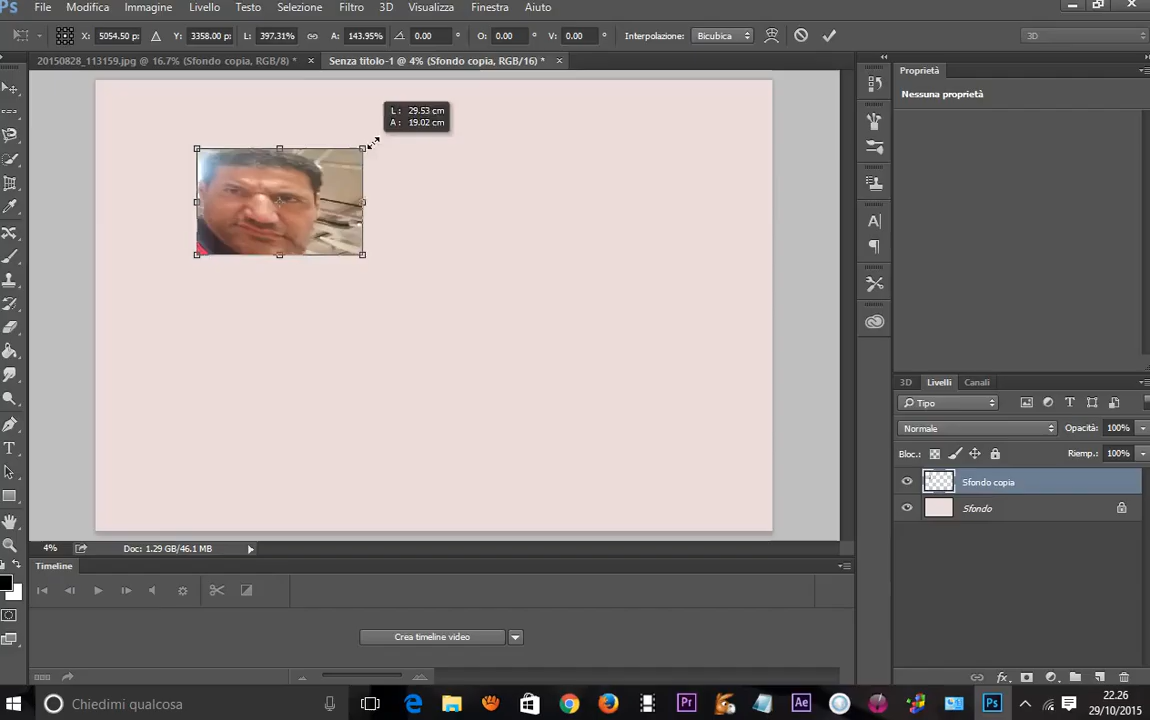 Ps File Modifica Immagine Livello Testo Selezione Filtro 3D Visualizza Finestra Aiuto
X: 5054.50 p: Y: 3358.00 p: L: 397.31% A: 143.95% 0.00 ° O: 0.00 ° V: 0.00 ° Interpolazione: Bicubica 3D
20150828_113159.jpg @ 16.7% (Sfondo copia, RGB/8) * × Senza titolo-1 @ 4% (Sfondo copia, RGB/16) * ×
Proprietà
Nessuna proprietà
L: 29.53 cm
A: 19.02 cm
3D Livelli Canali
Tipo
Normale Opacità: 100%
Bloc.: Riemp.: 100%
Sfondo copia
Sfondo
4% Doc: 1.29 GB/46.1 MB
Timeline
Crea timeline video
Chiedimi qualcosa
22.26
29/10/2015